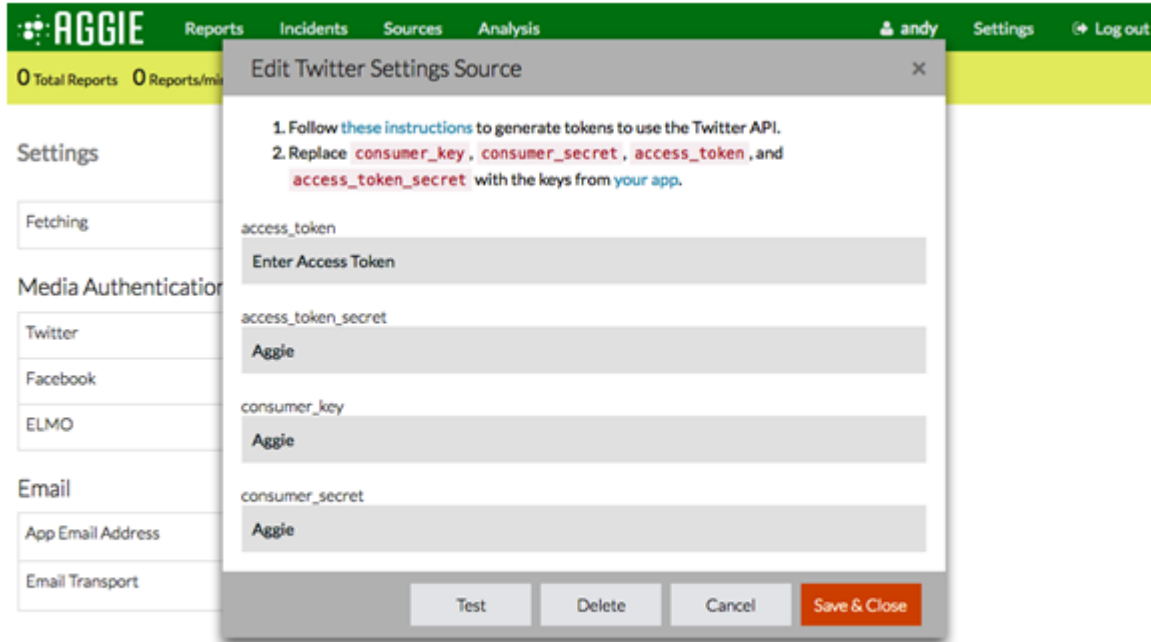 AGGIE Reports Incidents Sources Analysis andy Settings Log out
0 Total Reports 0 Reports/mi
Edit Twitter Settings Source ×
1. Follow these instructions to generate tokens to use the Twitter API.
2. Replace consumer_key, consumer_secret, access_token, and
access_token_secret with the keys from your app.
Settings
Fetching
Media Authentication
Twitter
Facebook
ELMO
Email
App Email Address
Email Transport
access_token
Enter Access Token
access_token_secret
Aggie
consumer_key
Aggie
consumer_secret
Aggie
Test Delete Cancel Save & Close